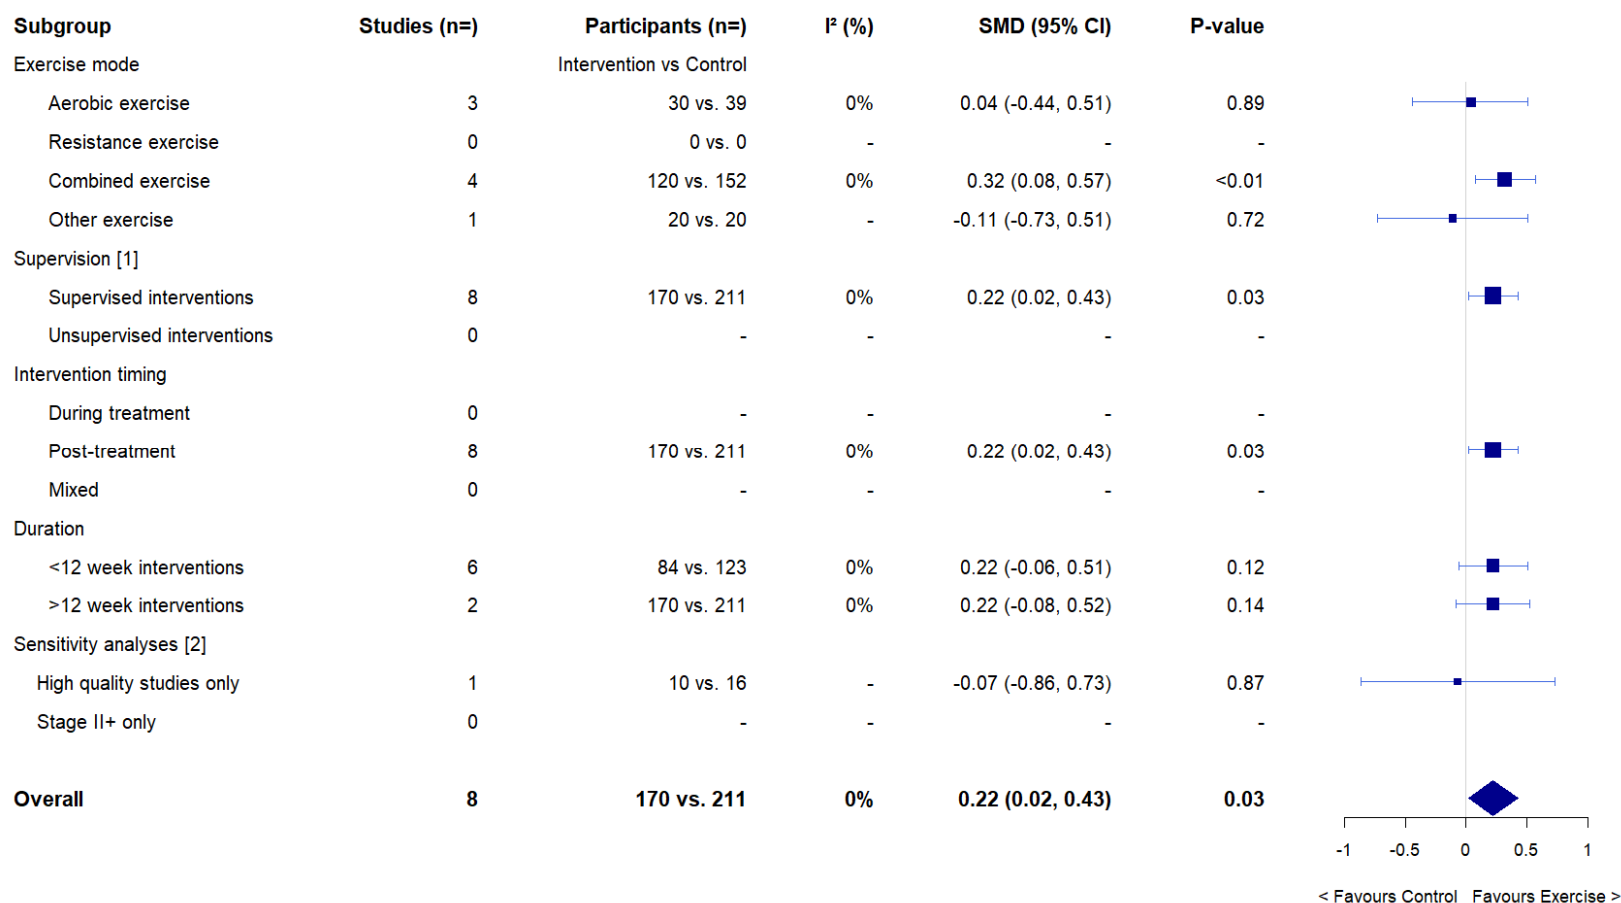 Subgroup Studies (n=) Participants (n=) I² (%) SMD (95% CI) P-value
Exercise mode Intervention vs Control
Aerobic exercise 3 30 vs. 39 0% 0.04 (-0.44, 0.51) 0.89
Resistance exercise 0 0 vs. 0 - - -
Combined exercise 4 120 vs. 152 0% 0.32 (0.08, 0.57) <0.01
Other exercise 1 20 vs. 20 - -0.11 (-0.73, 0.51) 0.72
Supervision [1]
Supervised interventions 8 170 vs. 211 0% 0.22 (0.02, 0.43) 0.03
Unsupervised interventions 0 - - - -
Intervention timing
During treatment 0 - - - -
Post-treatment 8 170 vs. 211 0% 0.22 (0.02, 0.43) 0.03
Mixed 0 - - - -
Duration
<12 week interventions 6 84 vs. 123 0% 0.22 (-0.06, 0.51) 0.12
>12 week interventions 2 170 vs. 211 0% 0.22 (-0.08, 0.52) 0.14
Sensitivity analyses [2]
High quality studies only 1 10 vs. 16 - -0.07 (-0.86, 0.73) 0.87
Stage II+ only 0 - - - -
Overall 8 170 vs. 211 0% 0.22 (0.02, 0.43) 0.03
-1 -0.5 0 0.5 1
< Favours Control Favours Exercise >